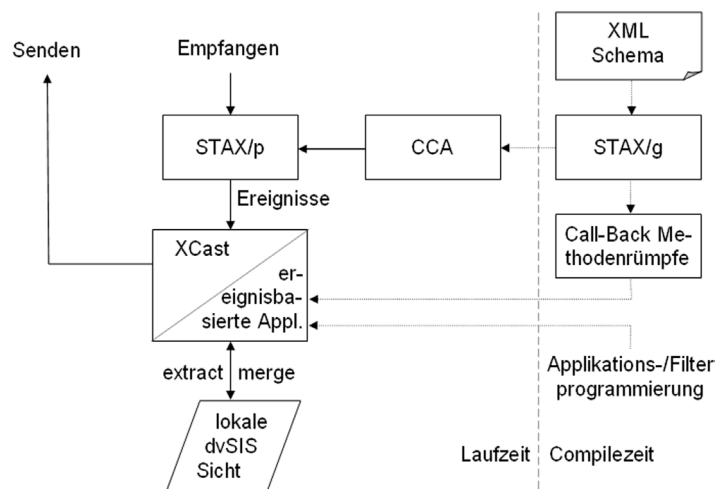 Senden
Empfangen
XML
Schema
STAX/p
CCA
STAX/g
Ereignisse
XCast
er-
eignisba-
sierte Appl.
Call-Back Me-
thodenrümpfe
extract
merge
Applikations-/Filter
programmierung
lokale
dvSIS
Sicht
Laufzeit
Compilezeit